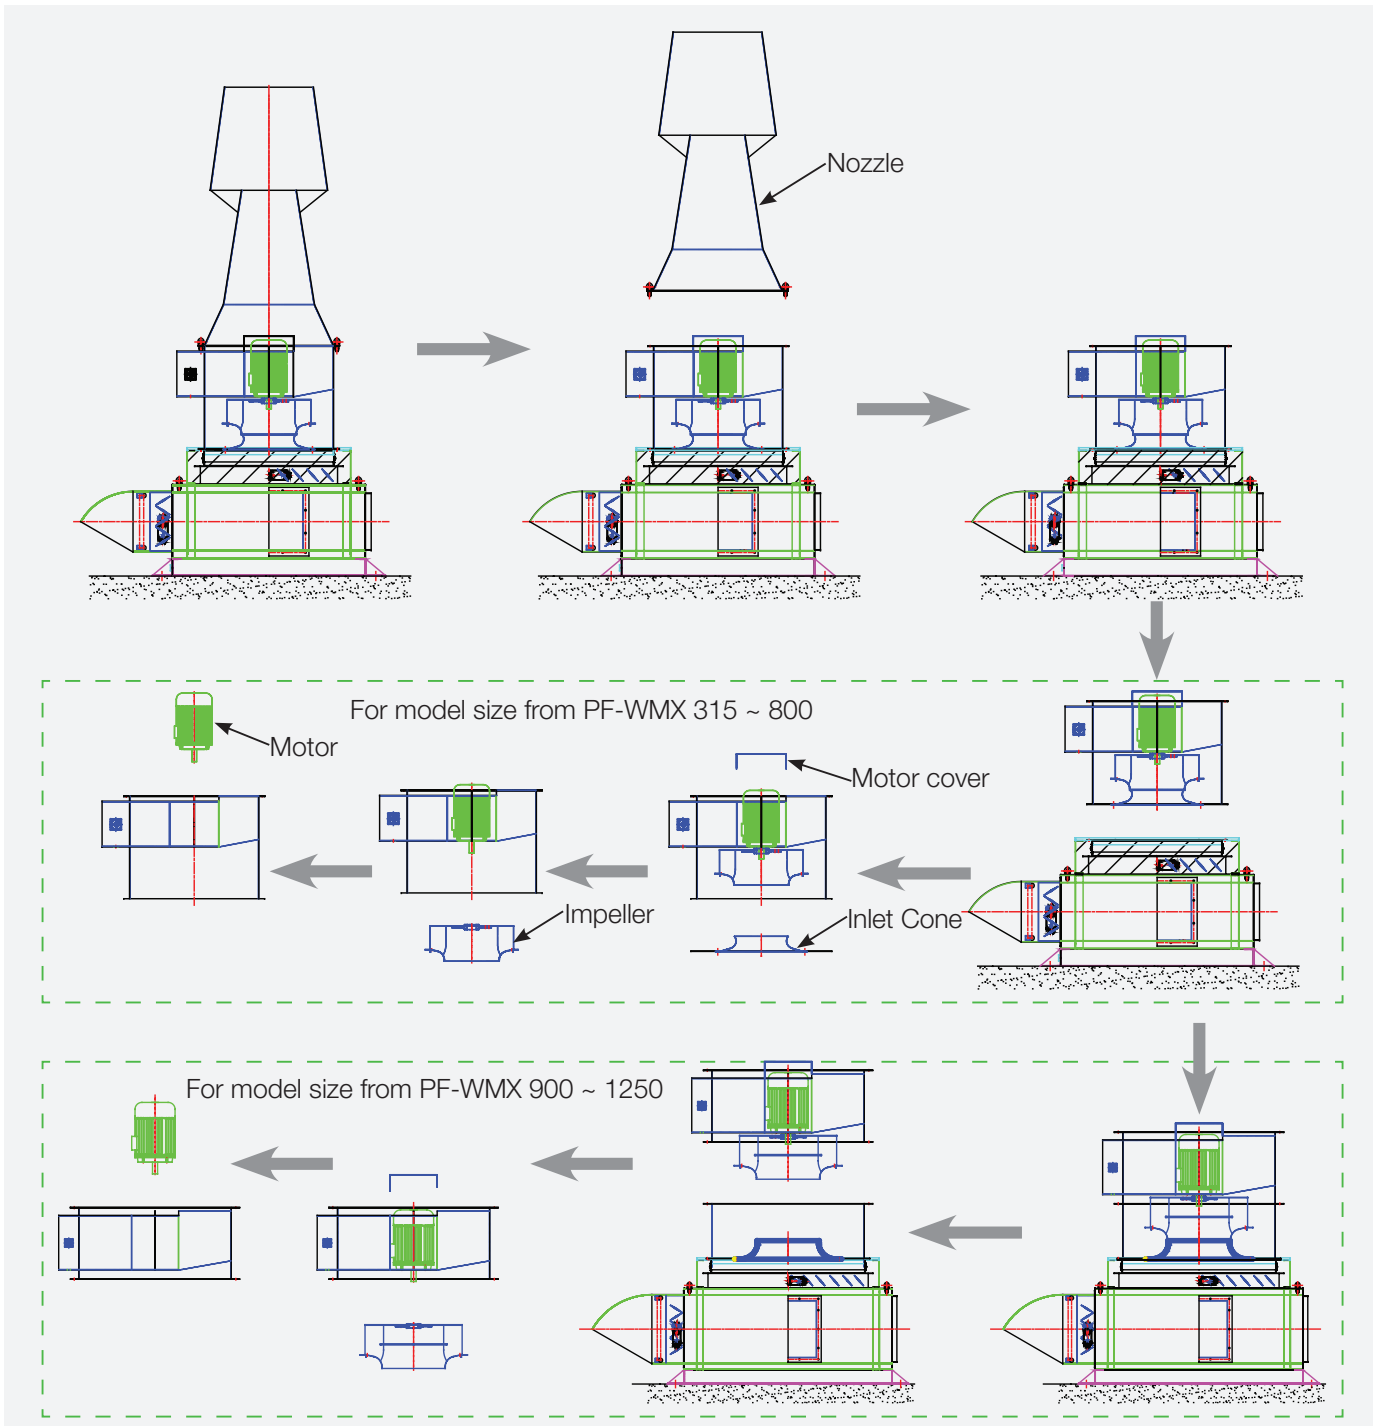 Nozzle
For model size from PF-WMX 315 ~ 800
Motor
Motor cover
Impeller
Inlet Cone
For model size from PF-WMX 900 ~ 1250